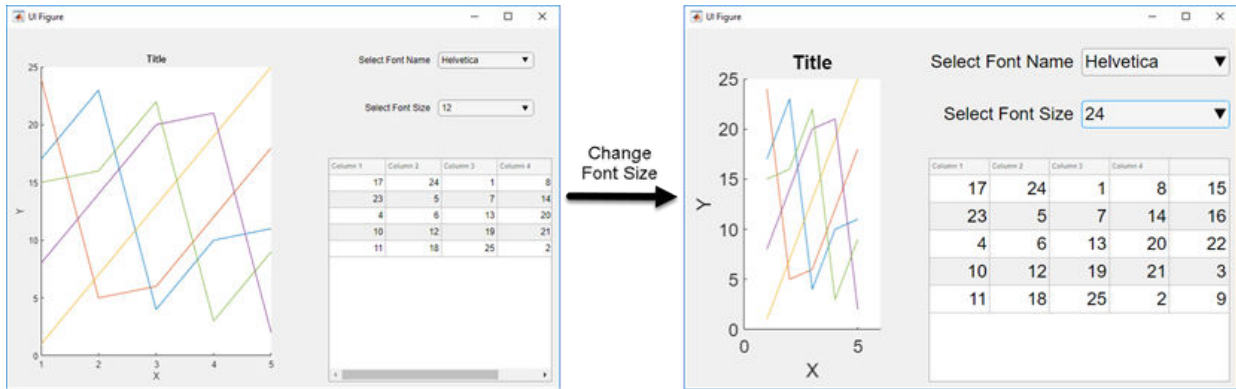 UI Figure
Title
25
20
15
10
5
0
1 2 3 4 5
X
Y
Select Font Name Helvetica
Select Font Size 12
Column 1 Column 2 Column 3 Column 4
17 24 1 8
23 5 7 14
4 6 13 20
10 12 19 21
11 18 25 2
Change
Font Size
UI Figure
Title
25
20
15
10
5
0
0 5
X
Y
Select Font Name Helvetica
Select Font Size 24
Column 1 Column 2 Column 3 Column 4
17 24 1 8 15
23 5 7 14 16
4 6 13 20 22
10 12 19 21 3
11 18 25 2 9